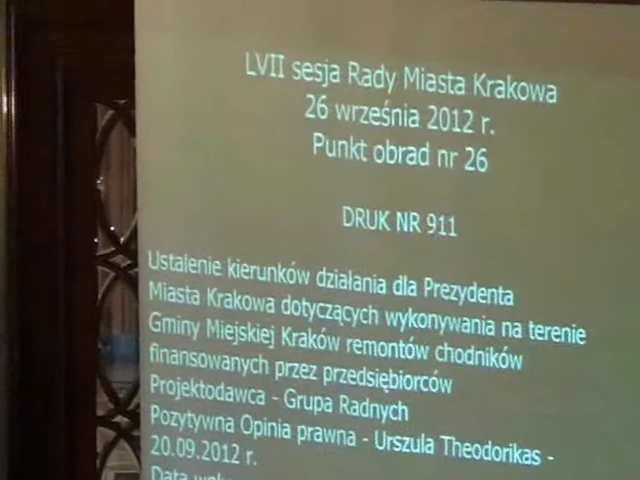 LVII sesja Rady Miasta Krakowa
26 września 2012 r.
Punkt obrad nr 26
DRUK NR 911
Ustalenie kierunków działania dla Prezydenta
Miasta Krakowa dotyczących wykonywania na terenie
Gminy Miejskiej Kraków remontów chodników
finansowanych przez przedsiębiorców
Projektodawca - Grupa Radnych
Pozytywna Opinia prawna - Urszula Theodorikas -
20.09.2012 r.
Data